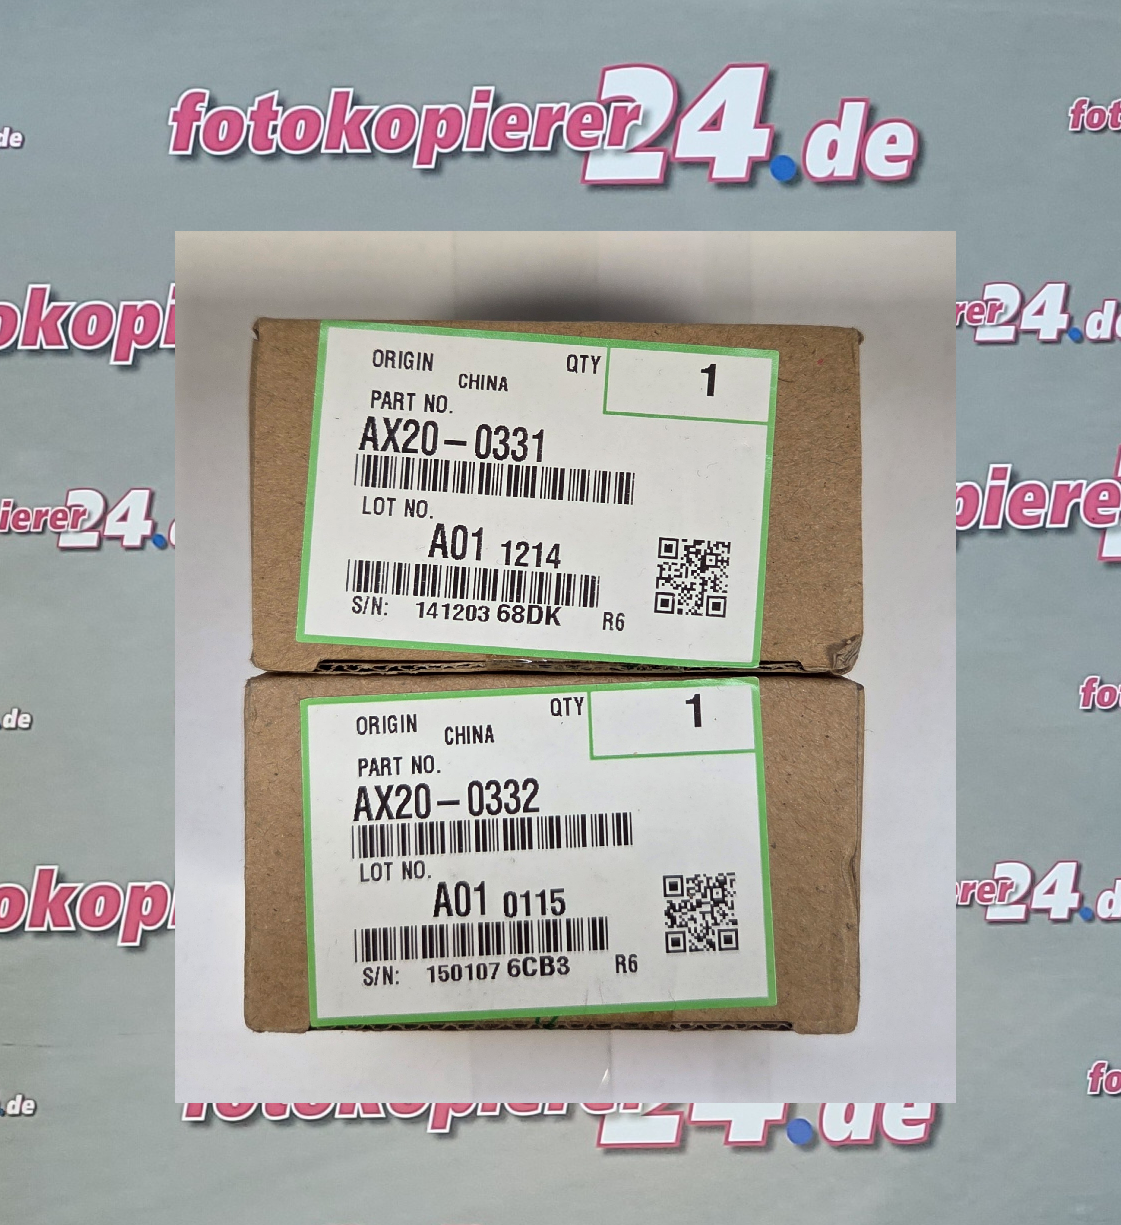 fotokopierer24.de
ORIGIN CHINA QTY 1
PART NO.
AX20-0331
LOT NO.
A01 1214
S/N: 141203 68DK R6
ORIGIN CHINA QTY 1
PART NO.
AX20-0332
LOT NO.
A01 0115
S/N: 150107 6CB3 R6